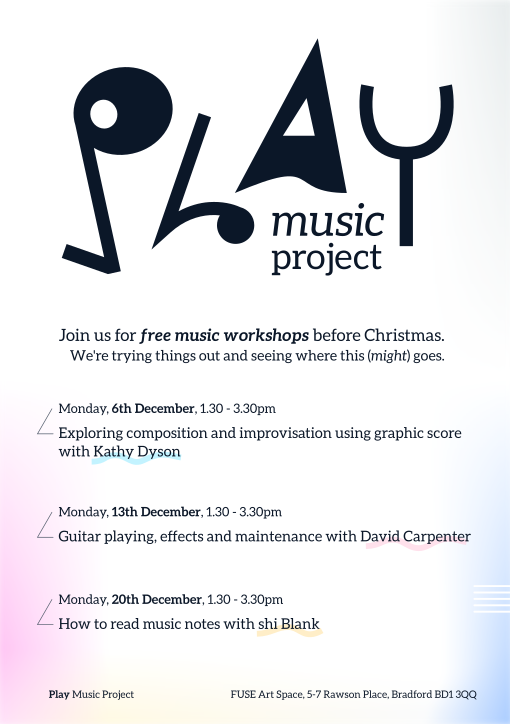 PLAY
music
project
Join us for free music workshops before Christmas.
We're trying things out and seeing where this (might) goes.
Monday, 6th December, 1.30 - 3.30pm
Exploring composition and improvisation using graphic score
with Kathy Dyson
Monday, 13th December, 1.30 - 3.30pm
Guitar playing, effects and maintenance with David Carpenter
Monday, 20th December, 1.30 - 3.30pm
How to read music notes with shi Blank
Play Music Project
FUSE Art Space, 5-7 Rawson Place, Bradford BD1 3QQ